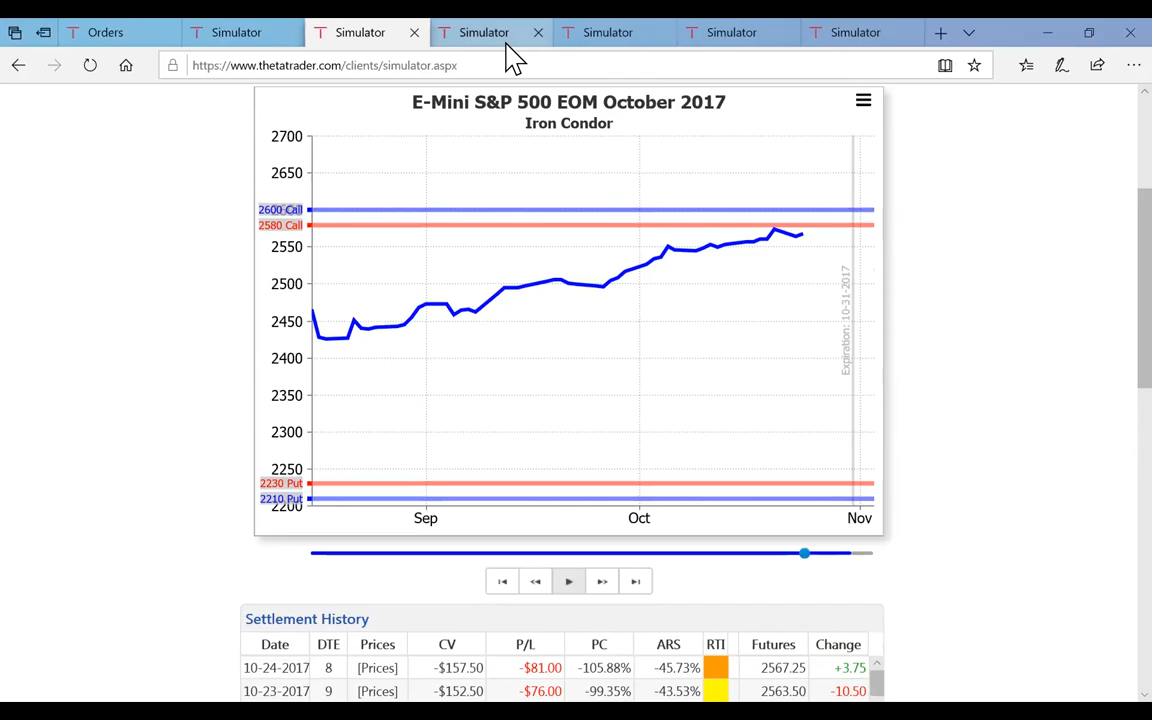 Orders
Simulator
Simulator
Simulator
Simulator
Simulator
Simulator
https://www.thetatrader.com/clients/simulator.aspx
E-Mini S&P 500 EOM October 2017
Iron Condor
2700
2650
2600 Call
2580 Call
2550
2500
2450
2400
2350
2300
2250
2230 Put
2210 Put
2200
Expiration: 10-31-2017
Sep Oct Nov
Settlement History
Date DTE Prices CV P/L PC ARS RTI Futures Change
10-24-2017 8 [Prices] -$157.50 -$81.00 -105.88% -45.73% 2567.25 +3.75
10-23-2017 9 [Prices] -$152.50 -$76.00 -99.35% -43.53% 2563.50 -10.50